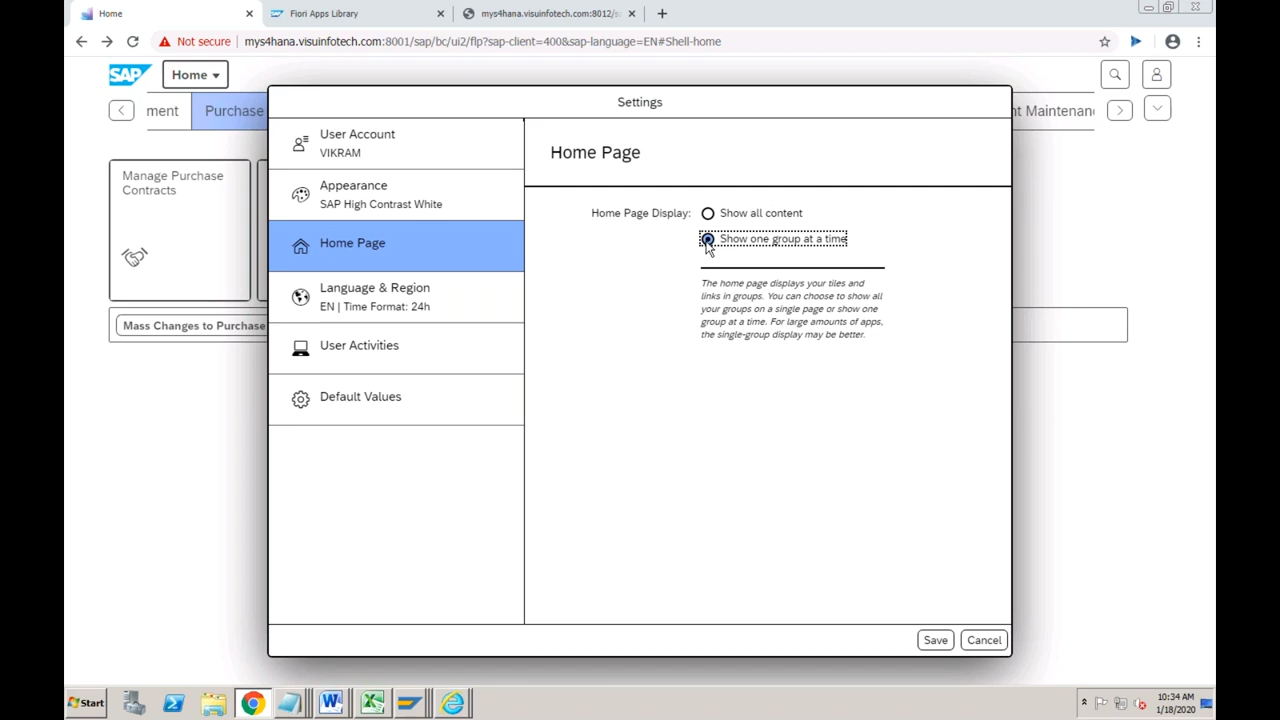 Home
Fiori Apps Library
mys4hana.visuinfotech.com:8012/s
Not secure
mys4hana.visuinfotech.com:8001/sap/bc/ui2/flp?sap-client=400&sap-language=EN#Shell-home
SAP
Home
ment
Purchase
nt Maintenanc
Settings
Manage Purchase
Contracts
Mass Changes to Purchase
User Account
VIKRAM
Appearance
SAP High Contrast White
Home Page
Language & Region
EN | Time Format: 24h
User Activities
Default Values
Home Page
Home Page Display:
Show all content
Show one group at a time
The home page displays your tiles and
links in groups. You can choose to show all
your groups on a single page or show one
group at a time. For large amounts of apps,
the single-group display may be better.
Save
Cancel
Start
10:34 AM
1/18/2020